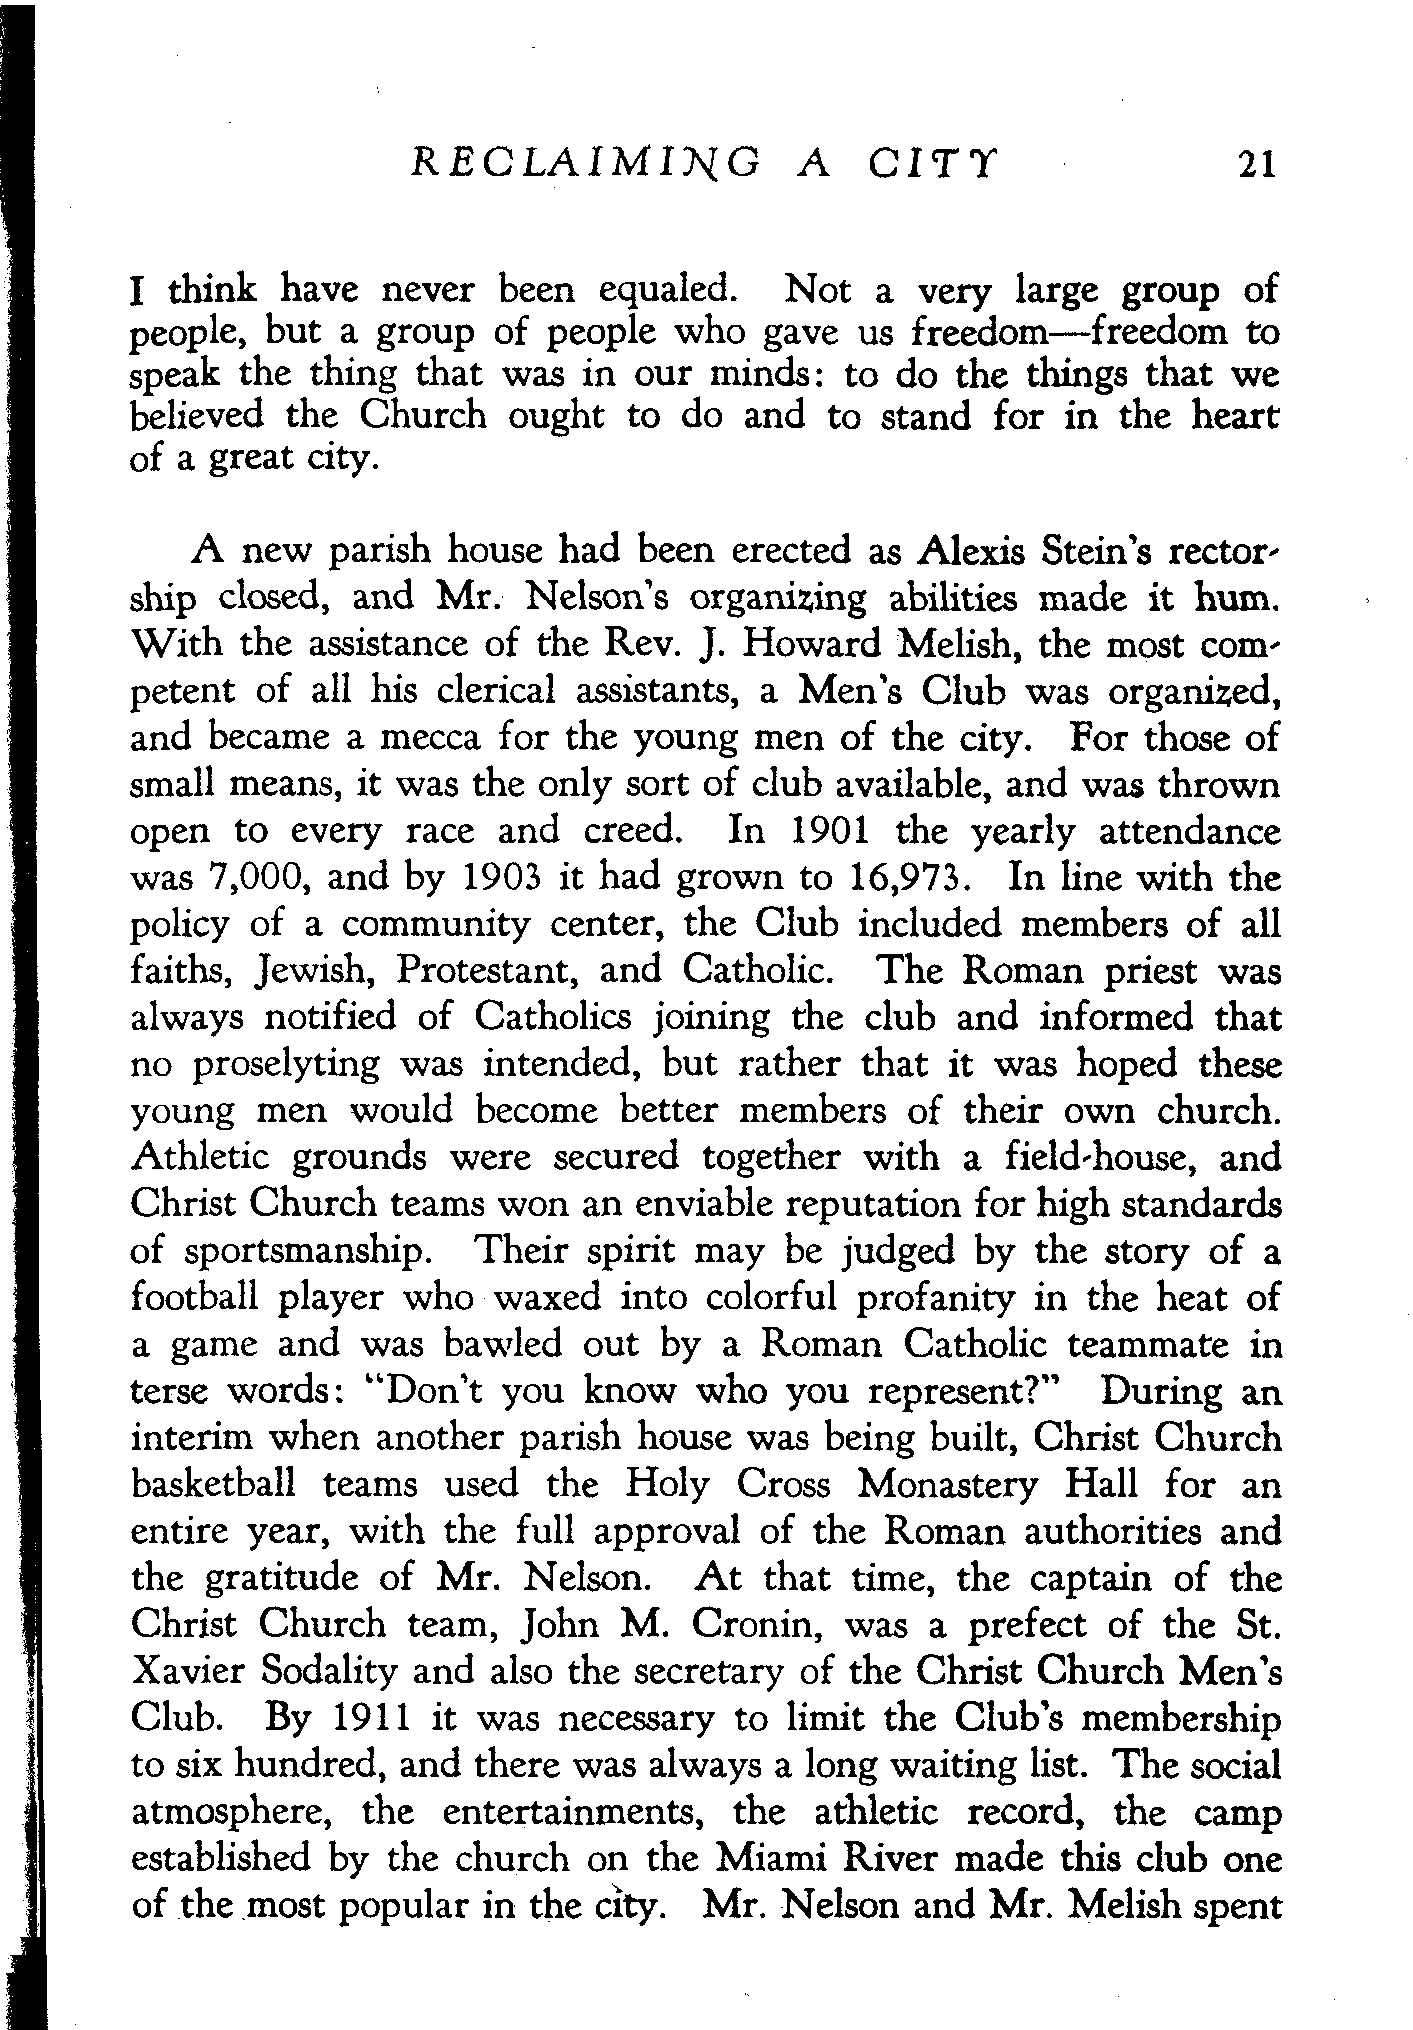 RECLAIMING A CITY 21
I think have never been equaled. Not a very large group of
people, but a group of people who gave us freedom—freedom to
speak the thing that was in our minds: to do the things that we
believed the Church ought to do and to stand for in the heart
of a great city.
A new parish house had been erected as Alexis Stein's rector-
ship closed, and Mr. Nelson's organizing abilities made it hum.
With the assistance of the Rev. J. Howard Melish, the most com-
petent of all his clerical assistants, a Men's Club was organized,
and became a mecca for the young men of the city. For those of
small means, it was the only sort of club available, and was thrown
open to every race and creed. In 1901 the yearly attendance
was 7,000, and by 1903 it had grown to 16,973. In line with the
policy of a community center, the Club included members of all
faiths, Jewish, Protestant, and Catholic. The Roman priest was
always notified of Catholics joining the club and informed that
no proselyting was intended, but rather that it was hoped these
young men would become better members of their own church.
Athletic grounds were secured together with a field-house, and
Christ Church teams won an enviable reputation for high standards
of sportsmanship. Their spirit may be judged by the story of a
football player who waxed into colorful profanity in the heat of
a game and was bawled out by a Roman Catholic teammate in
terse words: "Don't you know who you represent?" During an
interim when another parish house was being built, Christ Church
basketball teams used the Holy Cross Monastery Hall for an
entire year, with the full approval of the Roman authorities and
the gratitude of Mr. Nelson. At that time, the captain of the
Christ Church team, John M. Cronin, was a prefect of the St.
Xavier Sodality and also the secretary of the Christ Church Men's
Club. By 1911 it was necessary to limit the Club's membership
to six hundred, and there was always a long waiting list. The social
atmosphere, the entertainments, the athletic record, the camp
established by the church on the Miami River made this club one
of the most popular in the city. Mr. Nelson and Mr. Melish spent